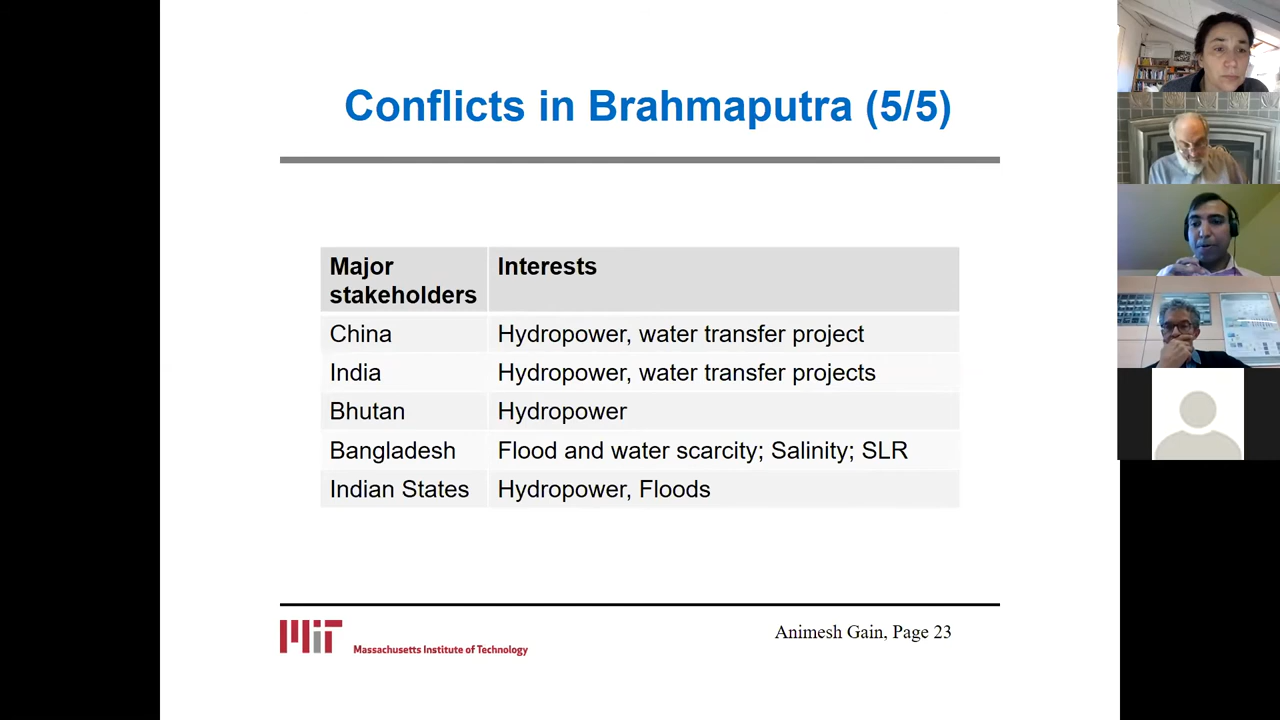 Conflicts in Brahmaputra (5/5)
Major stakeholders Interests
China Hydropower, water transfer project
India Hydropower, water transfer projects
Bhutan Hydropower
Bangladesh Flood and water scarcity; Salinity; SLR
Indian States Hydropower, Floods
MIT Massachusetts Institute of Technology
Animesh Gain, Page 23